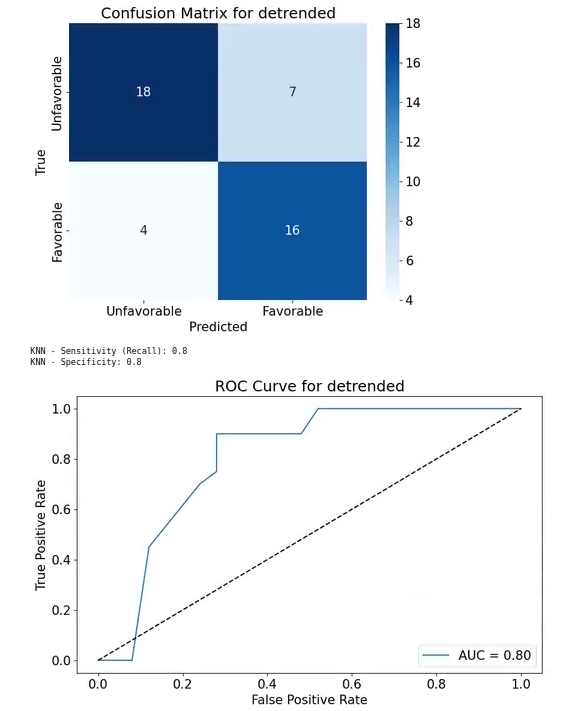 Confusion Matrix for detrended
Unfavorable
Favorable
True
18
7
4
16
Unfavorable
Favorable
Predicted
18
16
14
12
10
8
6
4
KNN - Sensitivity (Recall): 0.8
KNN - Specificity: 0.8
ROC Curve for detrended
True Positive Rate
1.0
0.8
0.6
0.4
0.2
0.0
AUC = 0.80
0.0
0.2
0.4
0.6
0.8
1.0
False Positive Rate